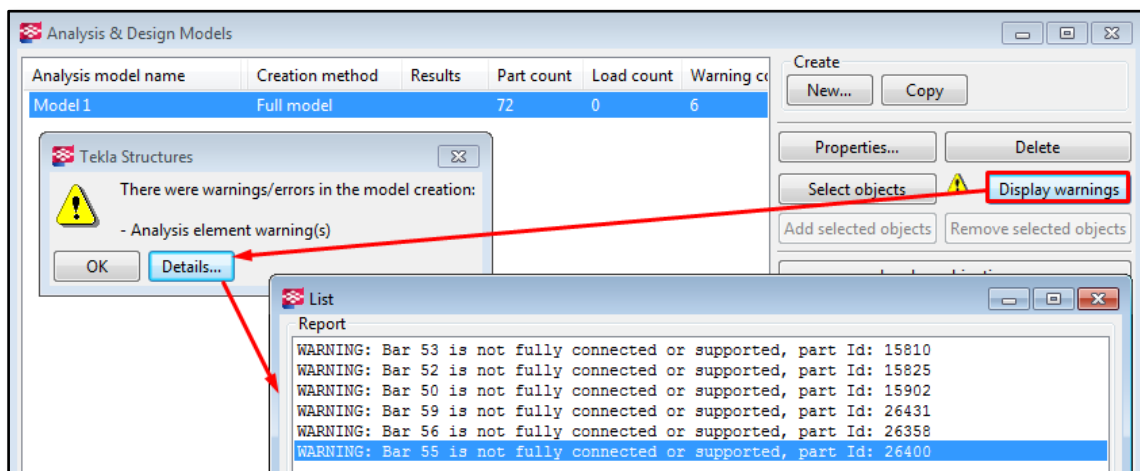 Analysis & Design Models
Analysis model name Creation method Results Part count Load count Warning co
Model 1 Full model 72 0 6
Create
New... Copy
Properties... Delete
Select objects Display warnings
Add selected objects Remove selected objects
Tekla Structures
There were warnings/errors in the model creation:
- Analysis element warning(s)
OK Details...
List
Report
WARNING: Bar 53 is not fully connected or supported, part Id: 15810
WARNING: Bar 52 is not fully connected or supported, part Id: 15825
WARNING: Bar 50 is not fully connected or supported, part Id: 15902
WARNING: Bar 59 is not fully connected or supported, part Id: 26431
WARNING: Bar 56 is not fully connected or supported, part Id: 26358
WARNING: Bar 55 is not fully connected or supported, part Id: 26400